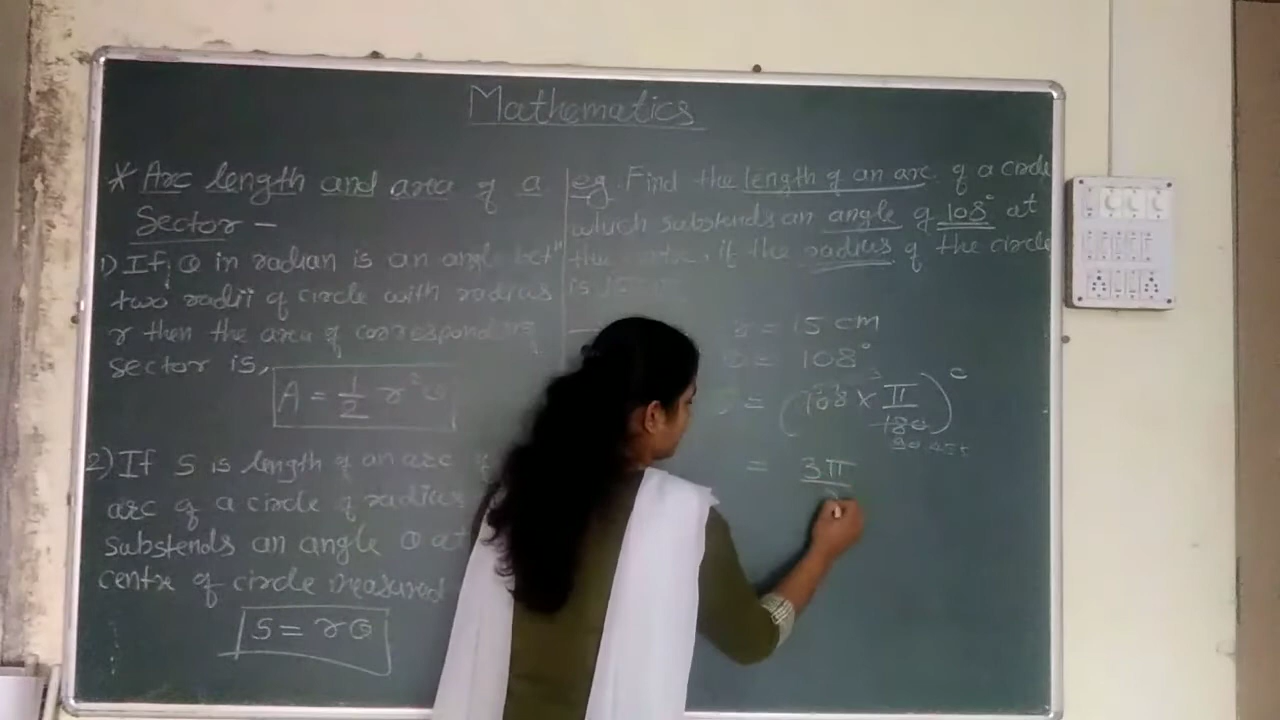 Mathematics
* Arc length and area of a
Sector -
1) If, θ in radian is an angle betⁿ
two radii of circle with radius
r then the area of corresponding
sector is,
A = 1/2 r²θ
2) If S is length of an arc
arc of a circle of radius
substends an angle θ at
centre of circle measured
S = rθ
eg. Find the length of an arc of a circle
which substends an angle of 108° at
the centre, if the radius of the circle
is 15
r = 15 cm
θ = 108°
= (108 × π/180)ᶜ
= 3π